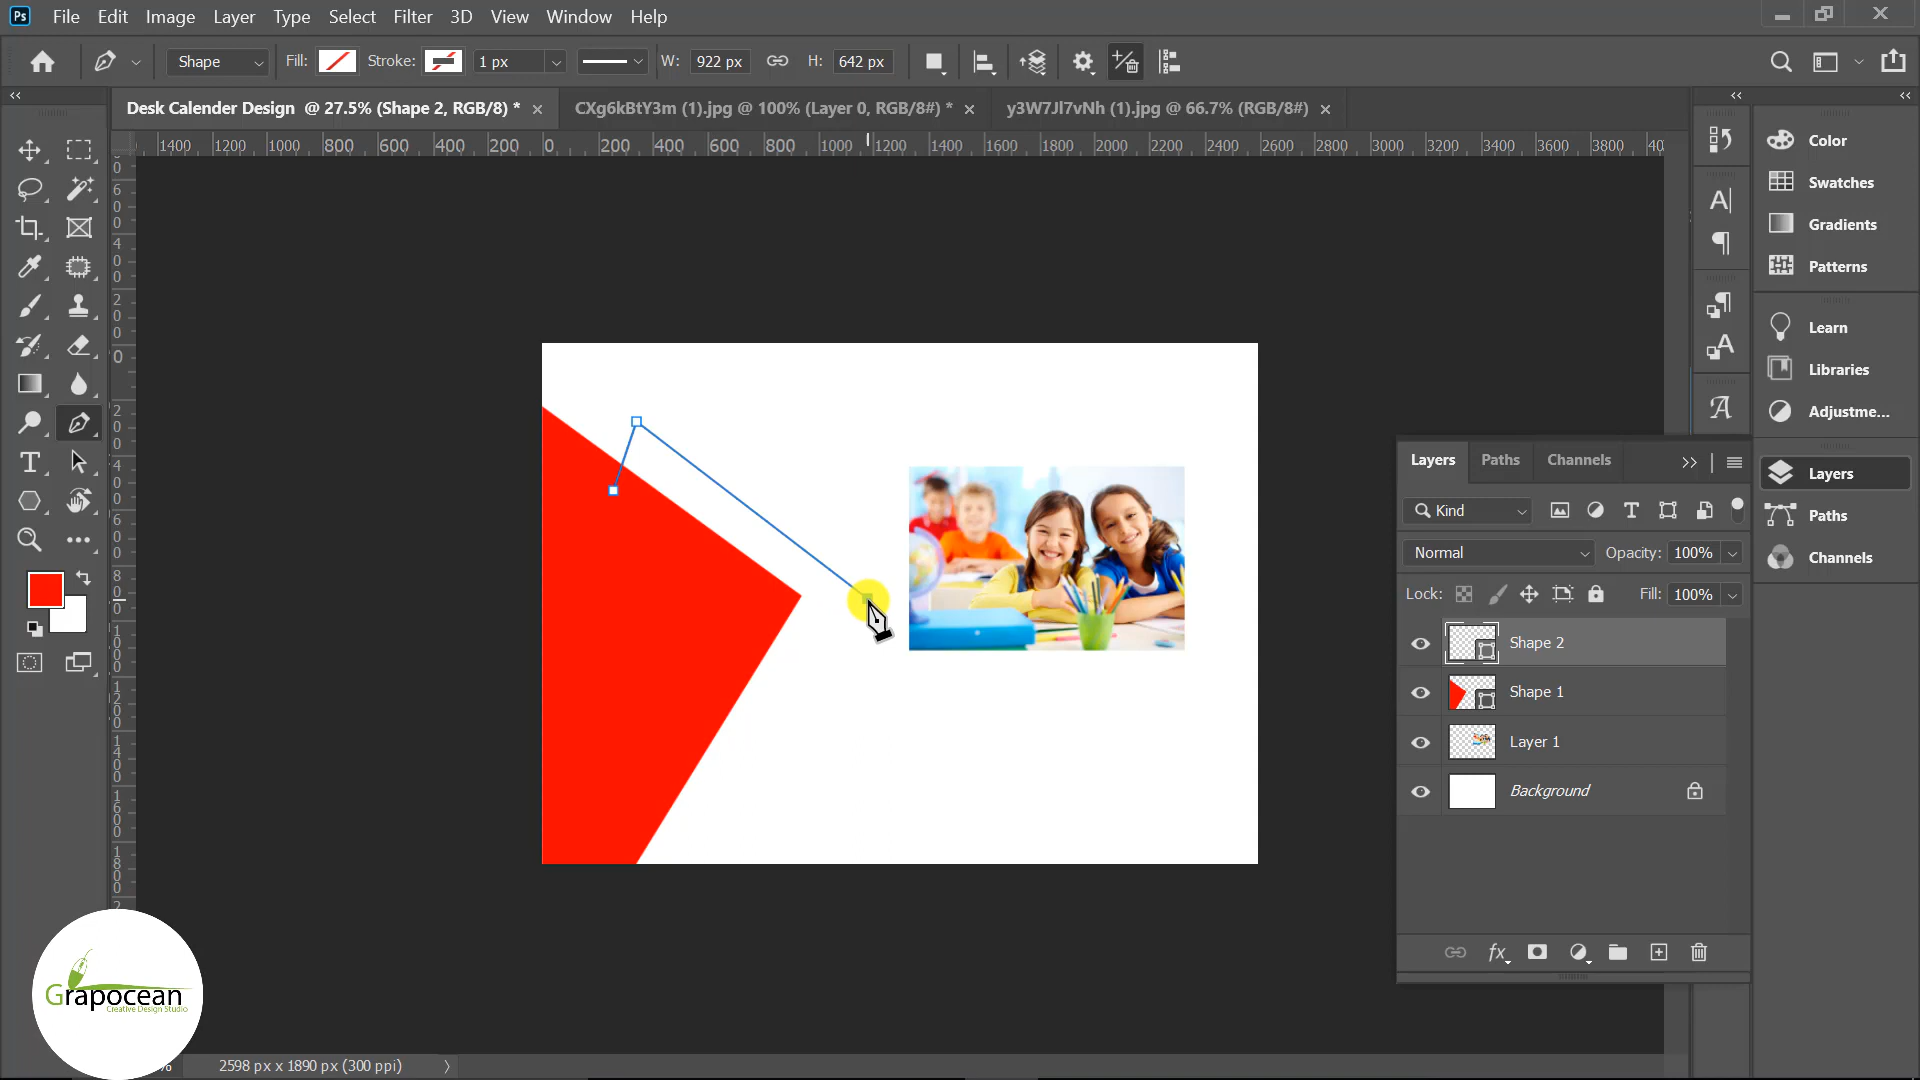 Ps File Edit Image Layer Type Select Filter 3D View Window Help
Shape Fill: Stroke: 1 px W: 922 px H: 642 px
Desk Calender Design @ 27.5% (Shape 2, RGB/8) * × CXg6kBtY3m (1).jpg @ 100% (Layer 0, RGB/8#) * × y3W7Jl7vNh (1).jpg @ 66.7% (RGB/8#) ×
1400 1200 1000 800 600 400 200 0 200 400 600 800 1000 1200 1400 1600 1800 2000 2200 2400 2600 2800 3000 3200 3400 3600 3800 40
Color
Swatches
Gradients
Patterns
Learn
Libraries
Adjustme...
Layers
Paths
Channels
Layers Paths Channels
Kind
Normal Opacity: 100%
Lock: Fill: 100%
Shape 2
Shape 1
Layer 1
Background
fx
Grapocean
Creative Design Studio
% 2598 px x 1890 px (300 ppi)